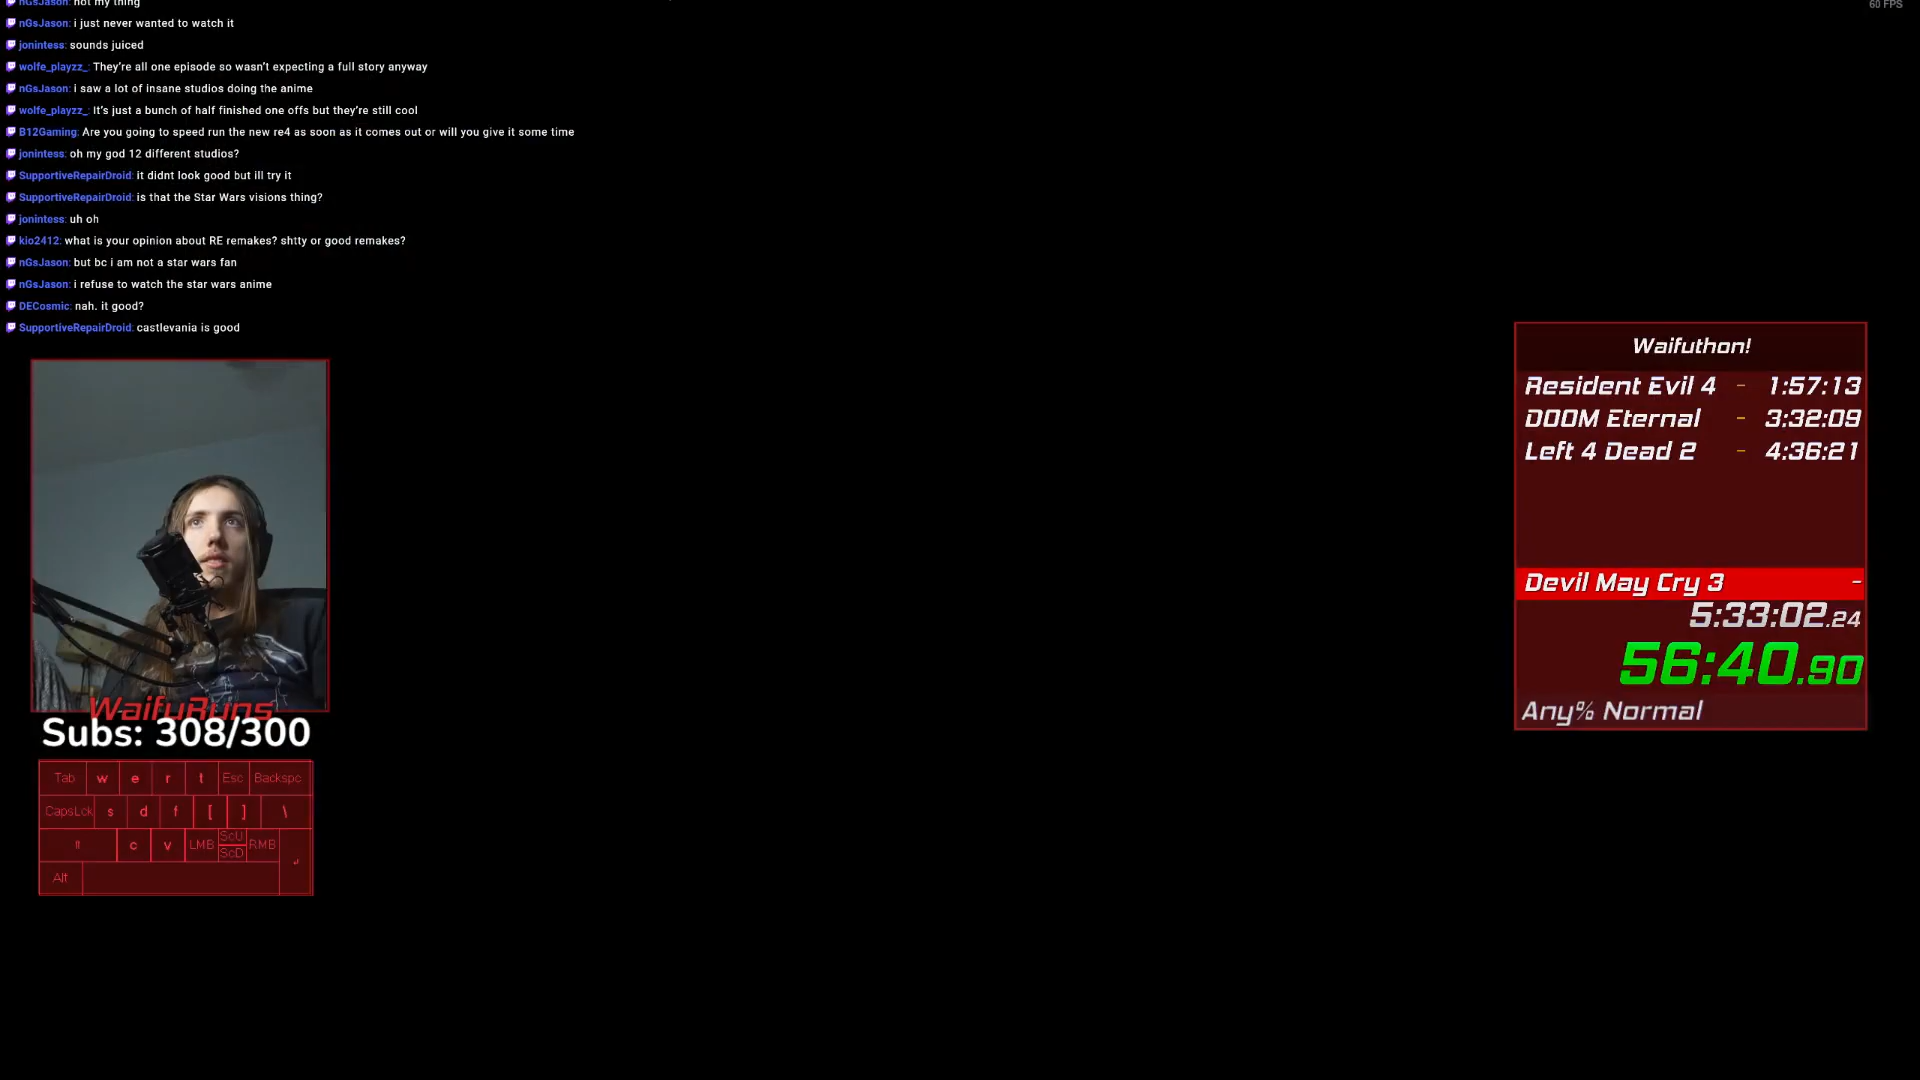 nGsJason: not my thing
60 FPS
nGsJason: i just never wanted to watch it
jonintess: sounds juiced
wolfe_playzz_: They're all one episode so wasn't expecting a full story anyway
nGsJason: i saw a lot of insane studios doing the anime
wolfe_playzz_: It's just a bunch of half finished one offs but they're still cool
B12Gaming: Are you going to speed run the new re4 as soon as it comes out or will you give it some time
jonintess: oh my god 12 different studios?
SupportiveRepairDroid: it didnt look good but ill try it
SupportiveRepairDroid: is that the Star Wars visions thing?
jonintess: uh oh
kio2412: what is your opinion about RE remakes? shtty or good remakes?
nGsJason: but bc i am not a star wars fan
nGsJason: i refuse to watch the star wars anime
DECosmic: nah. it good?
SupportiveRepairDroid: castlevania is good
Waifuthon!
Resident Evil 4 - 1:57:13
DOOM Eternal - 3:32:09
Left 4 Dead 2 - 4:36:21
Devil May Cry 3 -
5:33:02.24
56:40.90
Any% Normal
WaifuRuns
Subs: 308/300
Tab w e r t Esc Backspc
CapsLck s d f [ ] \
⇧ c v LMB ScU ScD RMB ↵
Alt